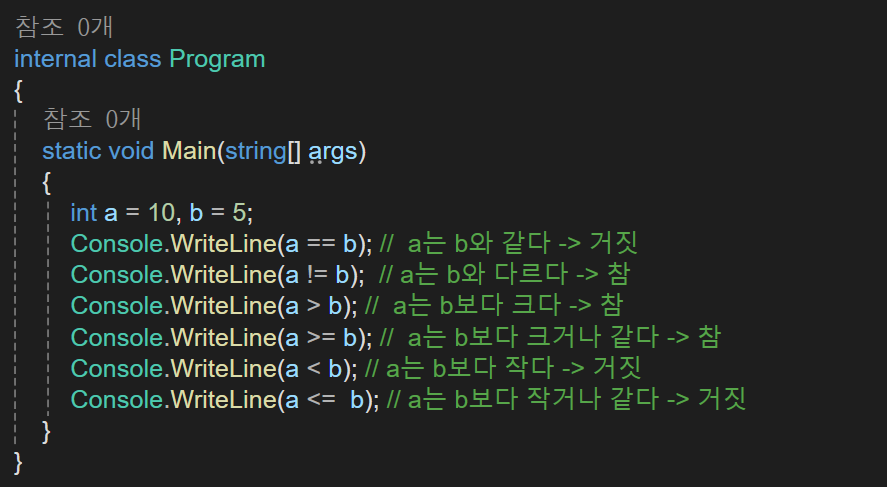 참조 0개
internal class Program
{
참조 0개
static void Main(string[] args)
{
int a = 10, b = 5;
Console.WriteLine(a == b); //  a는 b와 같다 -> 거짓
Console.WriteLine(a != b);  // a는 b와 다르다 -> 참
Console.WriteLine(a > b); //  a는 b보다 크다 -> 참
Console.WriteLine(a >= b); //  a는 b보다 크거나 같다 -> 참
Console.WriteLine(a < b); // a는 b보다 작다 -> 거짓
Console.WriteLine(a <=  b); // a는 b보다 작거나 같다 -> 거짓
}
}